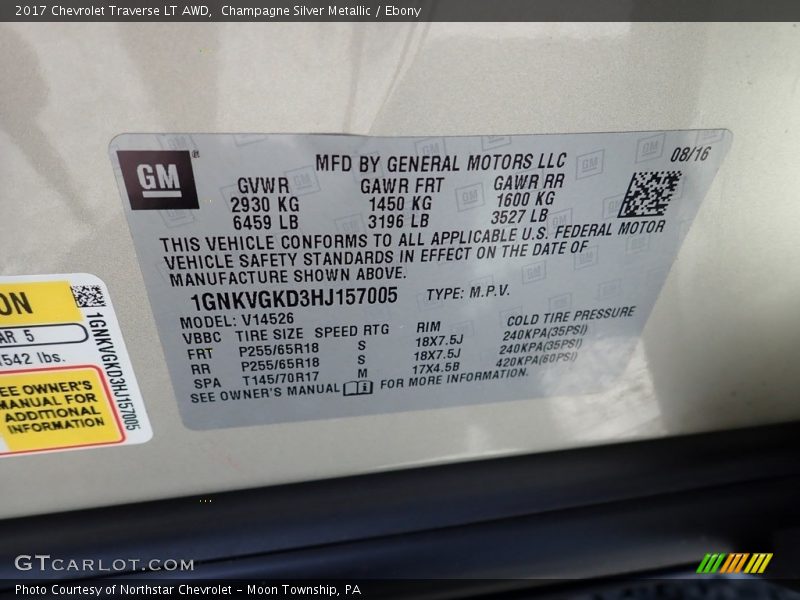 2017 Chevrolet Traverse LT AWD,  Champagne Silver Metallic / Ebony
GM®
MFD BY GENERAL MOTORS LLC
08/16
GVWR GAWR FRT GAWR RR
2930 KG 1450 KG 1600 KG
6459 LB 3196 LB 3527 LB
THIS VEHICLE CONFORMS TO ALL APPLICABLE U.S. FEDERAL MOTOR
VEHICLE SAFETY STANDARDS IN EFFECT ON THE DATE OF
MANUFACTURE SHOWN ABOVE.
1GNKVGKD3HJ157005 TYPE: M.P.V.
MODEL: V14526
VBBC TIRE SIZE SPEED RTG RIM COLD TIRE PRESSURE
FRT P255/65R18 S 18X7.5J 240KPA(35PSI)
RR P255/65R18 S 18X7.5J 240KPA(35PSI)
SPA T145/70R17 M 17X4.5B 420KPA(60PSI)
SEE OWNER'S MANUAL FOR MORE INFORMATION.
AR 5
542 lbs.
OWNER'S
MANUAL FOR
ADDITIONAL
INFORMATION
1GNKVGKD3HJ157005
GTCARLOT.COM
Photo Courtesy of Northstar Chevrolet - Moon Township, PA